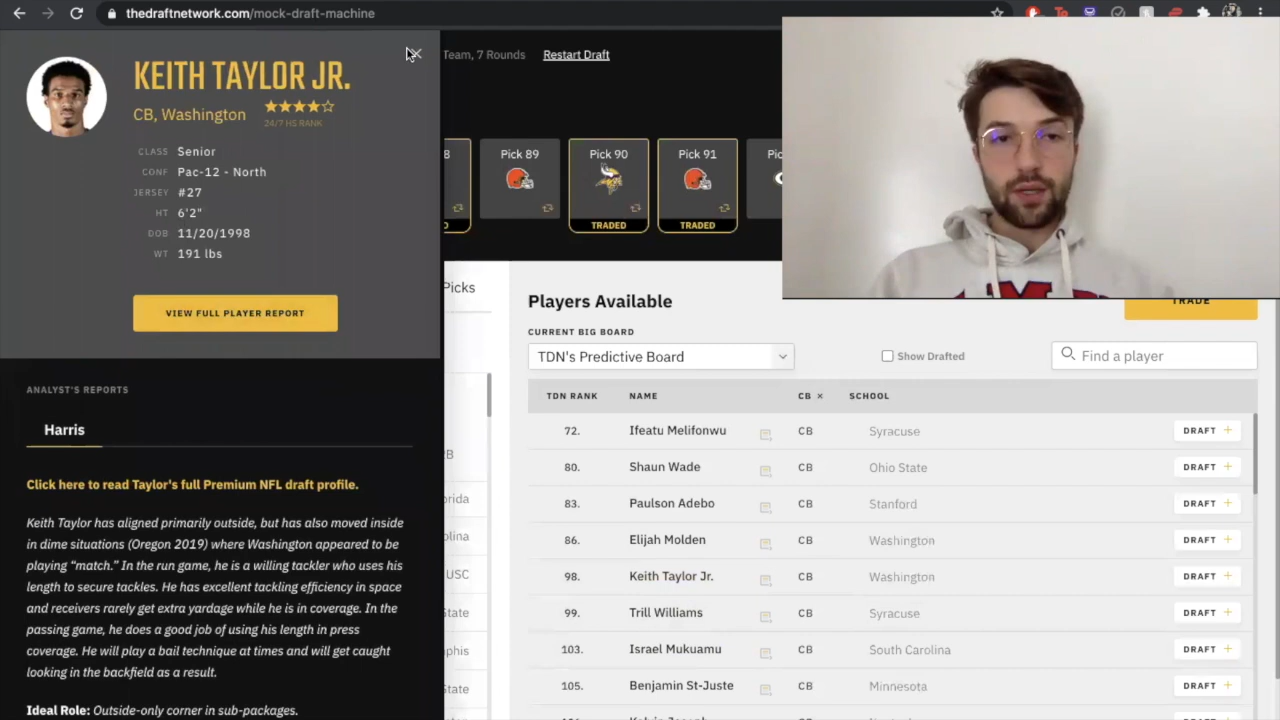 thedraftnetwork.com/mock-draft-machine
KEITH TAYLOR JR.
CB, Washington
24/7 HS RANK
CLASS Senior
CONF Pac-12 - North
JERSEY #27
HT 6'2"
DOB 11/20/1998
WT 191 lbs
VIEW FULL PLAYER REPORT
ANALYST'S REPORTS
Harris
Click here to read Taylor's full Premium NFL draft profile.
Keith Taylor has aligned primarily outside, but has also moved inside
in dime situations (Oregon 2019) where Washington appeared to be
playing “match.” In the run game, he is a willing tackler who uses his
length to secure tackles. He has excellent tackling efficiency in space
and receivers rarely get extra yardage while he is in coverage. In the
passing game, he does a good job of using his length in press
coverage. He will play a bail technique at times and will get caught
looking in the backfield as a result.
Ideal Role: Outside-only corner in sub-packages.
Team, 7 Rounds Restart Draft
8 Pick 89 Pick 90 Pick 91 Pic
TRADED TRADED
Picks
RB
orida
olina
USC
State
phis
State
Players Available
TRADE
CURRENT BIG BOARD
TDN's Predictive Board
Show Drafted
Find a player
TDN RANK NAME CB × SCHOOL
72. Ifeatu Melifonwu CB Syracuse DRAFT +
80. Shaun Wade CB Ohio State DRAFT +
83. Paulson Adebo CB Stanford DRAFT +
86. Elijah Molden CB Washington DRAFT +
98. Keith Taylor Jr. CB Washington DRAFT +
99. Trill Williams CB Syracuse DRAFT +
103. Israel Mukuamu CB South Carolina DRAFT +
105. Benjamin St-Juste CB Minnesota DRAFT +